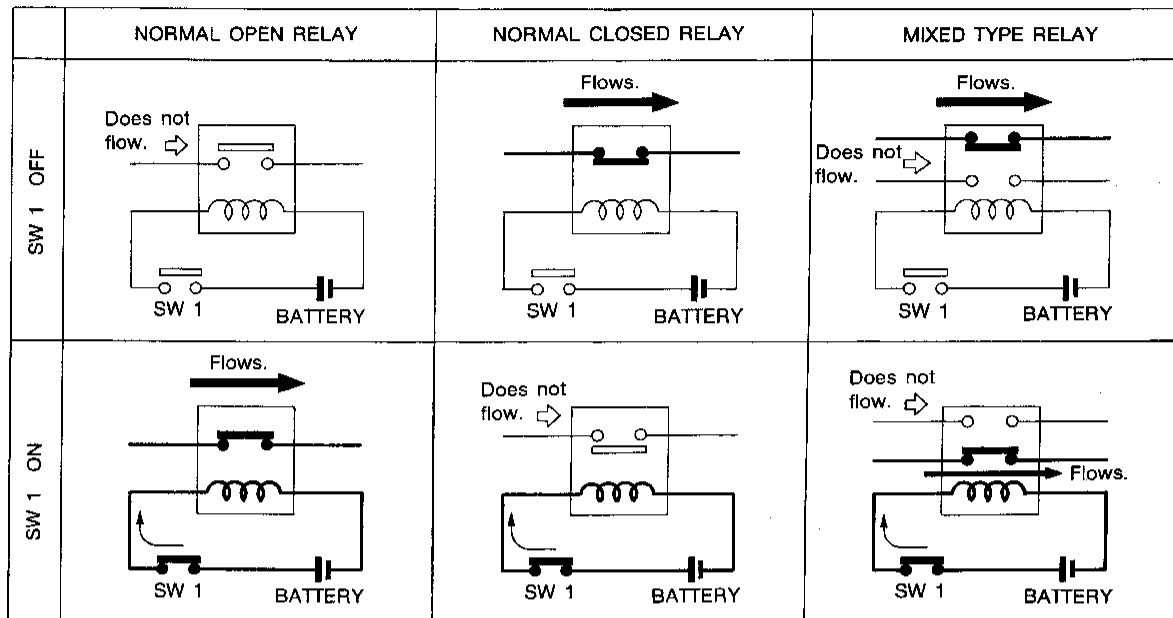 NORMAL OPEN RELAY
NORMAL CLOSED RELAY
MIXED TYPE RELAY
SW 1 OFF
Does not
flow.
SW 1
BATTERY
Flows.
SW 1
BATTERY
Flows.
Does not
flow.
SW 1
BATTERY
SW 1 ON
Flows.
SW 1
BATTERY
Does not
flow.
SW 1
BATTERY
Does not
flow.
Flows.
SW 1
BATTERY